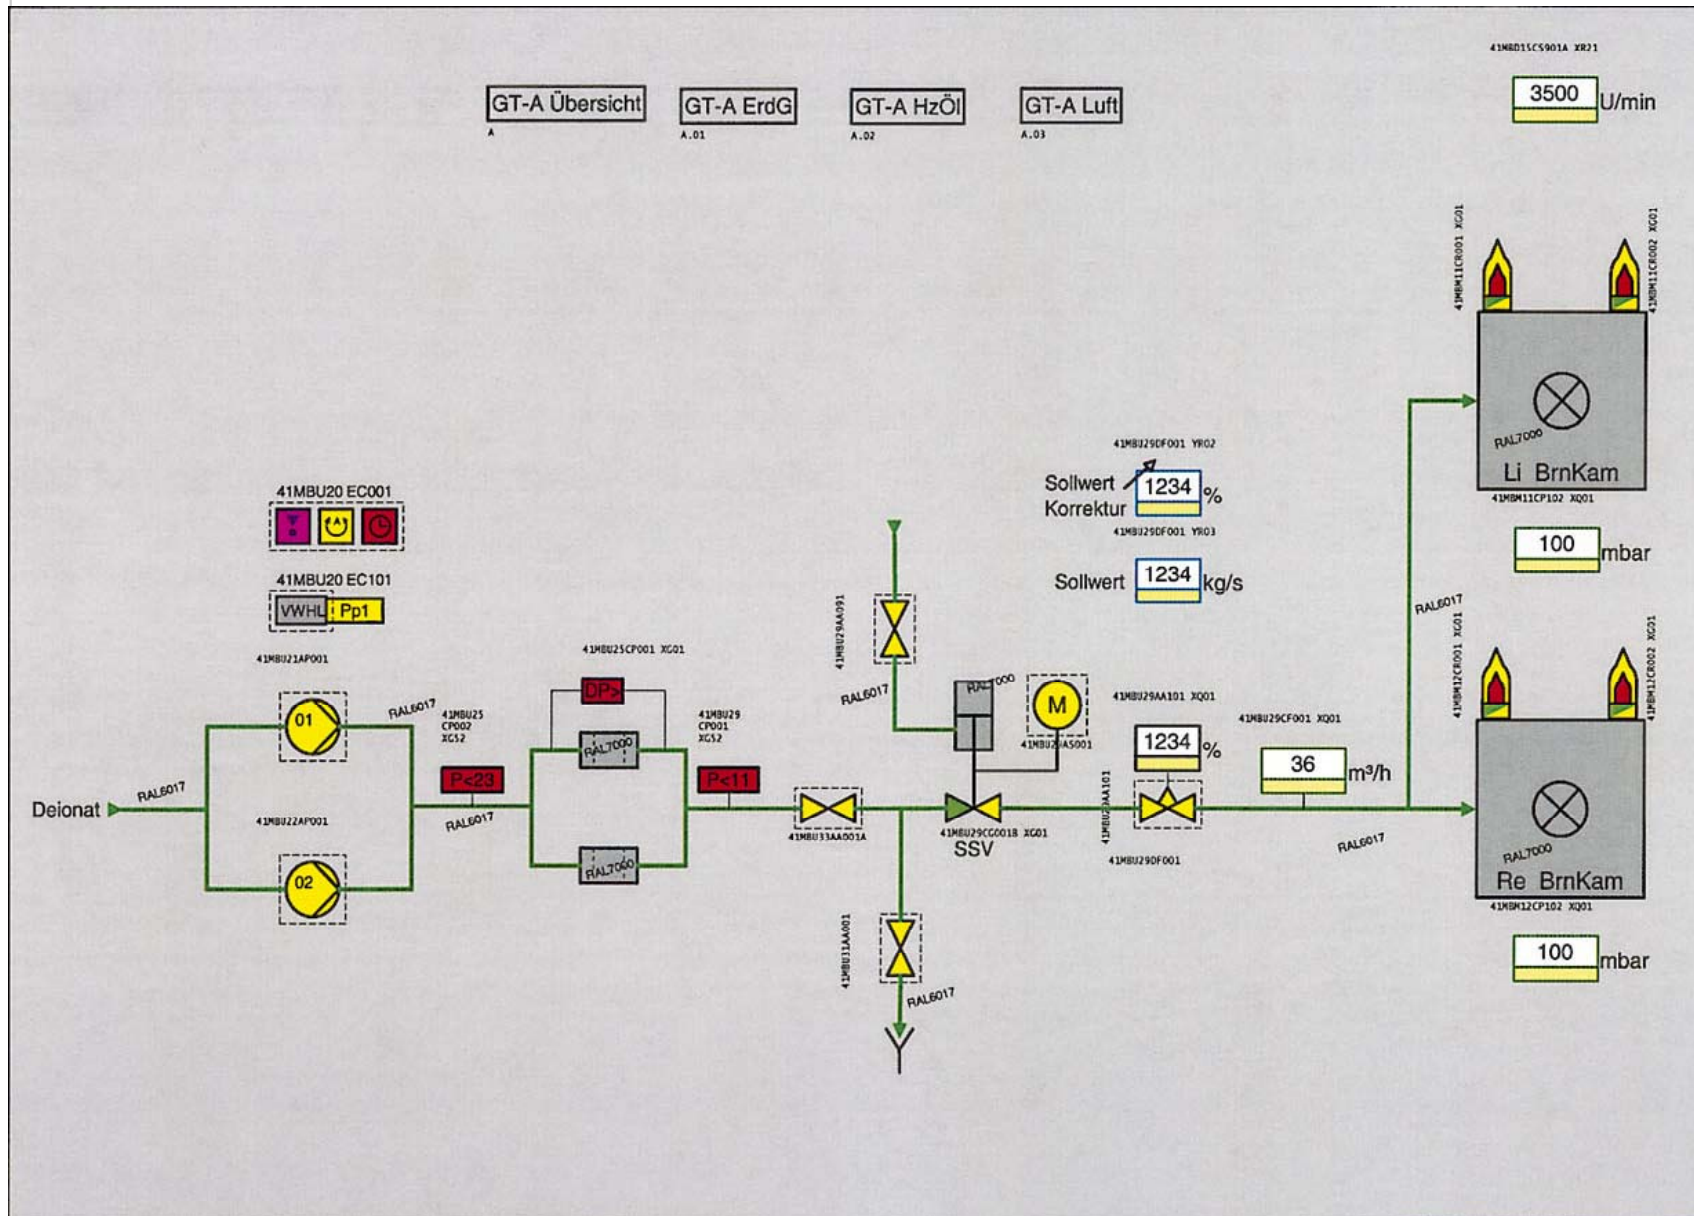 41MBD15CS901A XR21
3500 U/min
GT-A Übersicht
A
GT-A ErdG
A.01
GT-A HzÖl
A.02
GT-A Luft
A.03
41MBM11CR001 XG01
41MBM11CR002 XG01
RAL7000
Li BrnKam
41MBM11CP102 XQ01
100 mbar
41MBU29DF001 YR02
Sollwert
Korrektur
1234 %
41MBU29DF001 YR03
Sollwert 1234 kg/s
41MBU20 EC001
A
41MBU20 EC101
VWHL Pp1
41MBU21AP001
01
RAL6017
41MBU25
CP002
XG52
P<23
RAL6017
Deionat
RAL6017
41MBU22AP001
02
41MBU25CP001 XG01
DP>
RAL7000
RAL7000
41MBU29
CP001
XG52
P<11
41MBU33AA001A
41MBU29AA091
RAL6017
RAL7000
M
41MBU29AS001
41MBU29CG001B XG01
SSV
41MBU31AA001
RAL6017
41MBU29AA101 XQ01
1234 %
41MBU29AA101
41MBU29DF001
41MBU29CF001 XQ01
36 m³/h
RAL6017
RAL6017
41MBM12CR001 XG01
41MBM12CR002 XG01
RAL7000
Re BrnKam
41MBM12CP102 XQ01
100 mbar